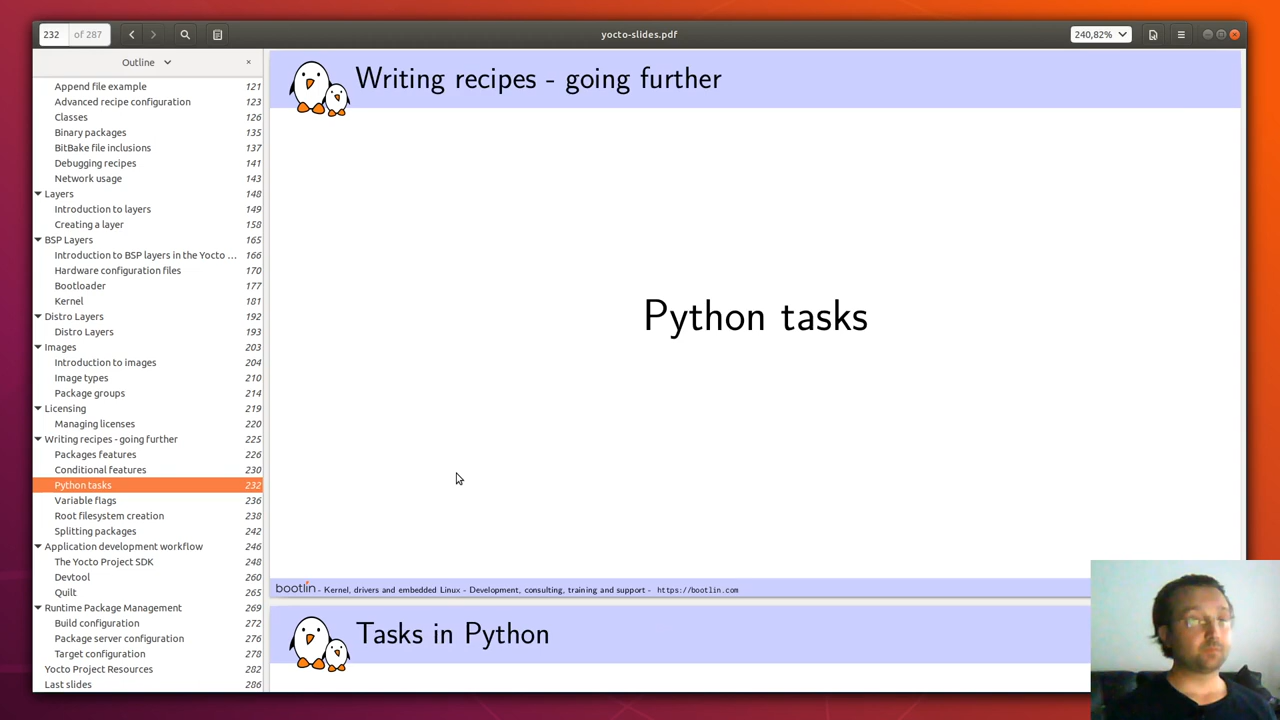 232 of 287
yocto-slides.pdf
240,82%
Outline
Append file example 121
Advanced recipe configuration 123
Classes 126
Binary packages 135
BitBake file inclusions 137
Debugging recipes 141
Network usage 143
Layers 148
Introduction to layers 149
Creating a layer 158
BSP Layers 165
Introduction to BSP layers in the Yocto … 166
Hardware configuration files 170
Bootloader 177
Kernel 181
Distro Layers 192
Distro Layers 193
Images 203
Introduction to images 204
Image types 210
Package groups 214
Licensing 219
Managing licenses 220
Writing recipes - going further 225
Packages features 226
Conditional features 230
Python tasks 232
Variable flags 236
Root filesystem creation 238
Splitting packages 242
Application development workflow 246
The Yocto Project SDK 248
Devtool 260
Quilt 265
Runtime Package Management 269
Build configuration 272
Package server configuration 276
Target configuration 278
Yocto Project Resources 282
Last slides 286
Writing recipes - going further
Python tasks
bootlin - Kernel, drivers and embedded Linux - Development, consulting, training and support - https://bootlin.com
Tasks in Python